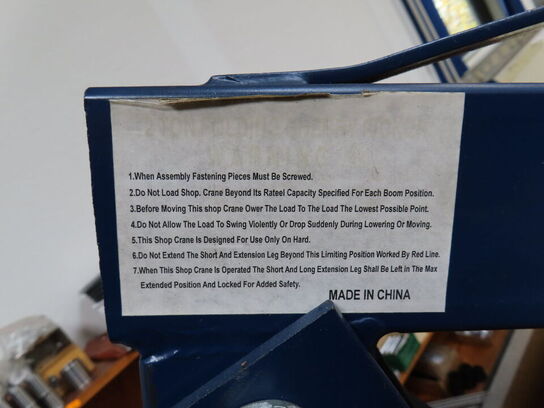 1.When Assembly Fastening Pieces Must Be Screwed.
2.Do Not Load Shop. Crane Beyond Its Rateel Capacity Specified For Each Boom Position.
3.Before Moving This shop Crane Ower The Load To The Load The Lowest Possible Point.
4.Do Not Allow The Load To Swing Violently Or Drop Suddenly During Lowering Or Moving.
5.This Shop Crane Is Designed For Use Only On Hard.
6.Do Not Extend The Short And Extension Leg Beyond This Limiting Position Worked By Red Line.
7.When This Shop Crane Is Operated The Short And Long Extension Leg Shall Be Left in The Max
Extended Position And Locked For Added Safety.
MADE IN CHINA